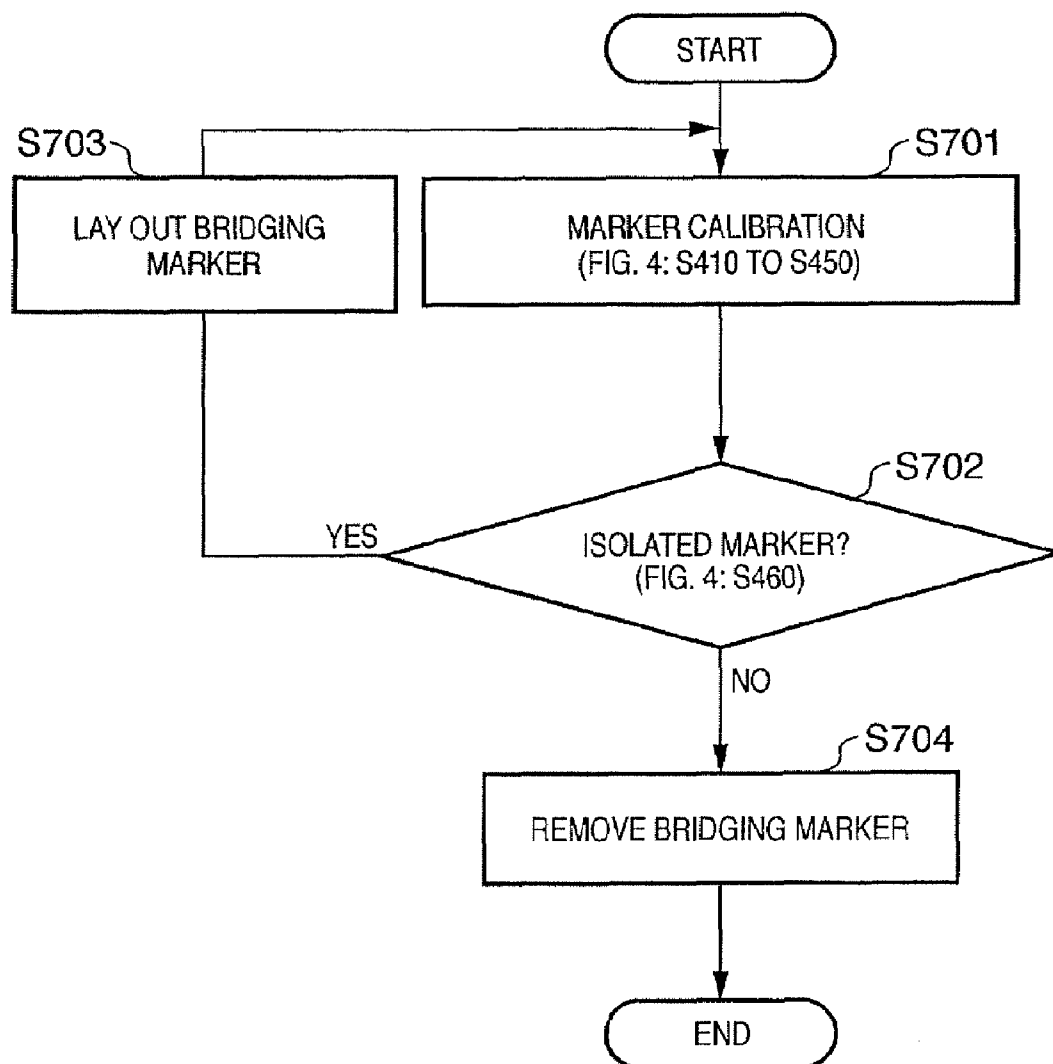 START
S703
S701
LAY OUT BRIDGING
MARKER
MARKER CALIBRATION
(FIG. 4: S410 TO S450)
S702
YES
ISOLATED MARKER?
(FIG. 4: S460)
NO
S704
REMOVE BRIDGING MARKER
END